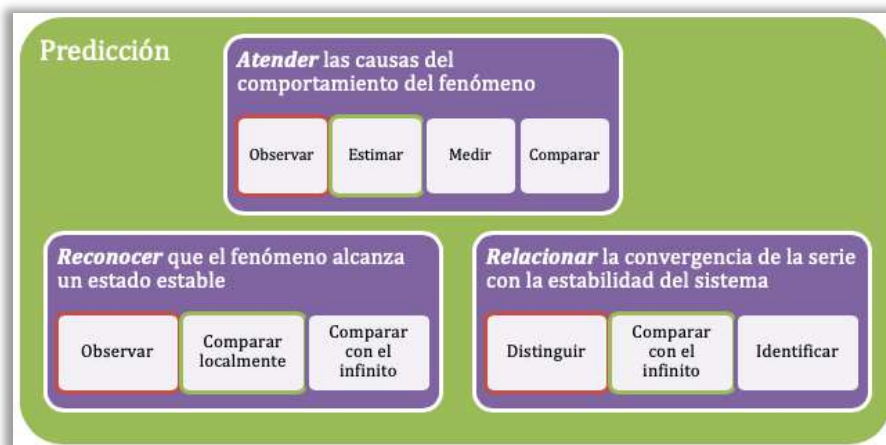 Predicción
Atender las causas del
comportamiento del fenómeno
Observar
Estimar
Medir
Comparar
Reconocer que el fenómeno alcanza
un estado estable
Observar
Comparar
localmente
Comparar
con el
infinito
Relacionar la convergencia de la serie
con la estabilidad del sistema
Distinguir
Comparar
con el
infinito
Identificar